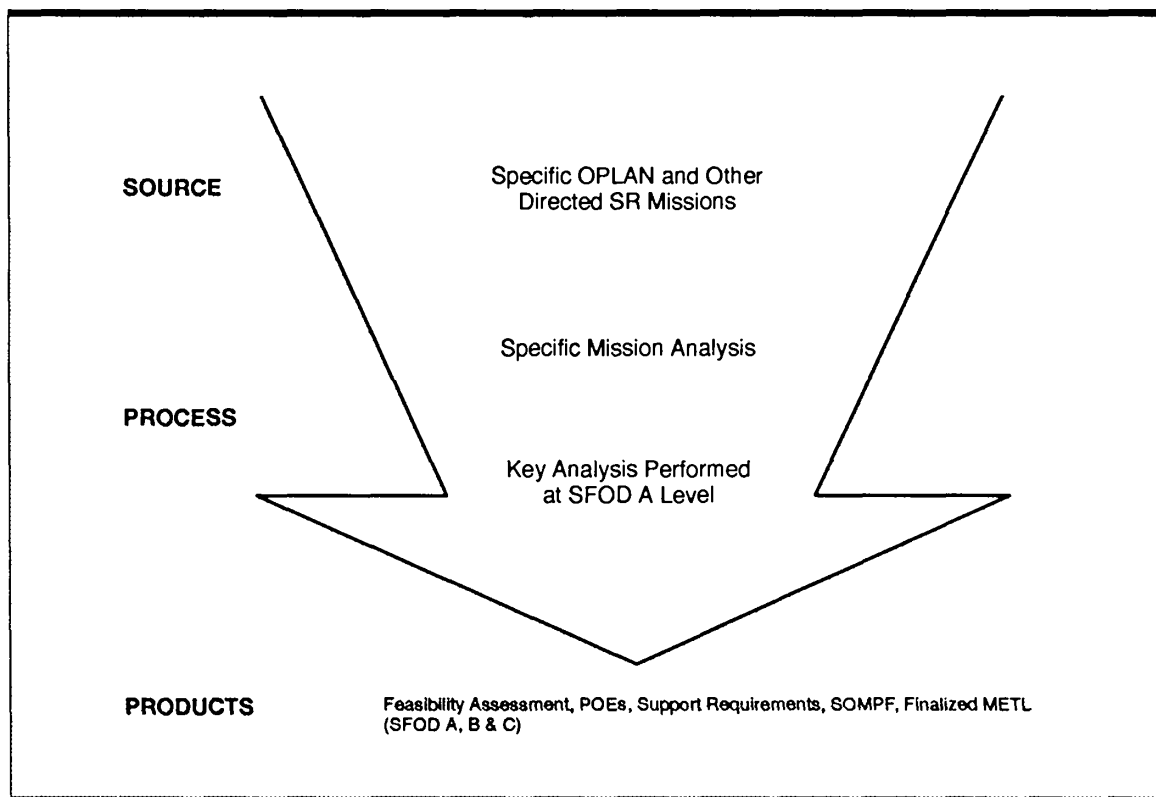 SOURCE
Specific OPLAN and Other
Directed SR Missions
Specific Mission Analysis
PROCESS
Key Analysis Performed
at SFOD A Level
PRODUCTS
Feasibility Assessment, POEs, Support Requirements, SOMPF, Finalized METL
(SFOD A, B & C)